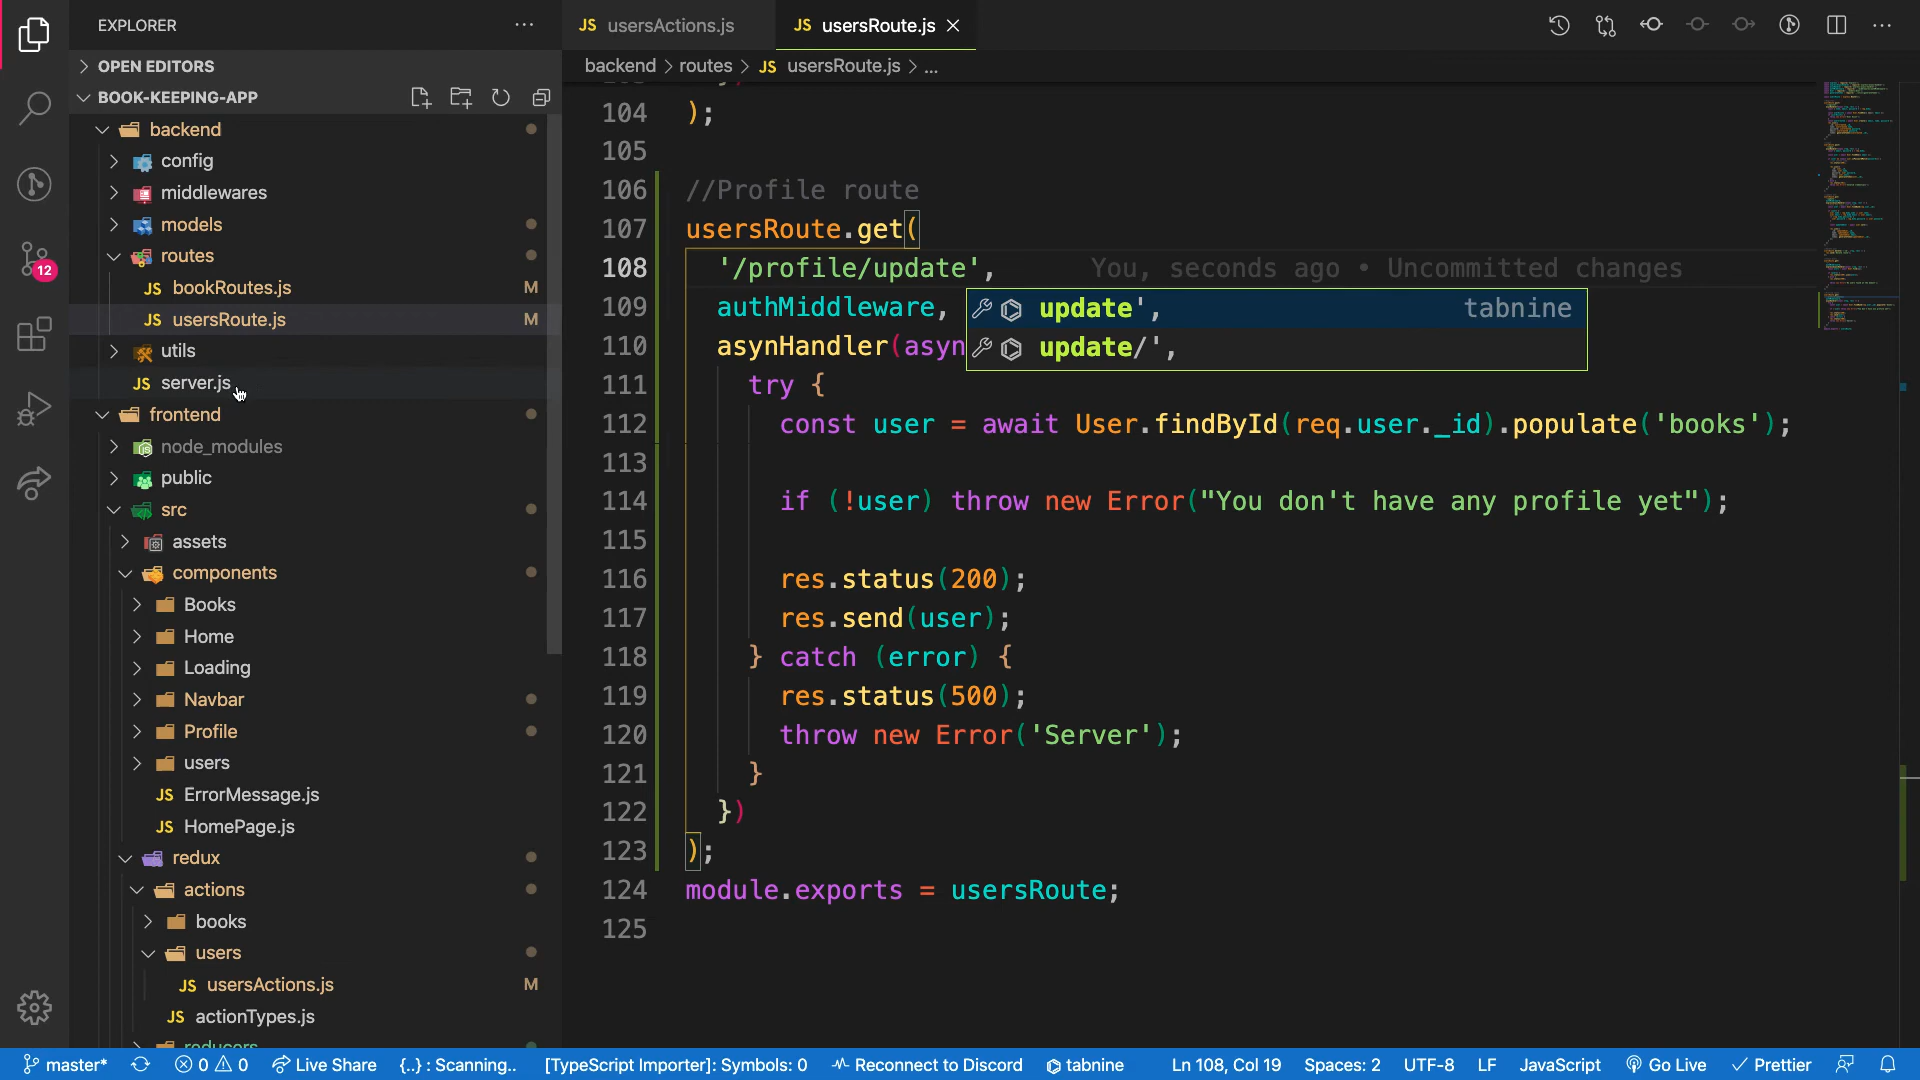 EXPLORER
OPEN EDITORS
BOOK-KEEPING-APP
backend
config
middlewares
models
routes
JS bookRoutes.js M
JS usersRoute.js M
utils
JS server.js
frontend
node_modules
public
src
assets
components
Books
Home
Loading
Navbar
Profile
users
JS ErrorMessage.js
JS HomePage.js
redux
actions
books
users
JS usersActions.js M
JS actionTypes.js
reducers
12
JS usersActions.js
JS usersRoute.js
backend > routes > JS usersRoute.js > ...
104 );
105
106 //Profile route
107 usersRoute.get(
108 '/profile/update', You, seconds ago • Uncommitted changes
109 authMiddleware,
110 asynHandler(asyn
update', tabnine
update/',
111 try {
112 const user = await User.findById(req.user._id).populate('books');
113
114 if (!user) throw new Error("You don't have any profile yet");
115
116 res.status(200);
117 res.send(user);
118 } catch (error) {
119 res.status(500);
120 throw new Error('Server');
121 }
122 })
123 );
124 module.exports = usersRoute;
125
master* 0 0 Live Share {..} : Scanning.. [TypeScript Importer]: Symbols: 0 Reconnect to Discord tabnine Ln 108, Col 19 Spaces: 2 UTF-8 LF JavaScript Go Live Prettier